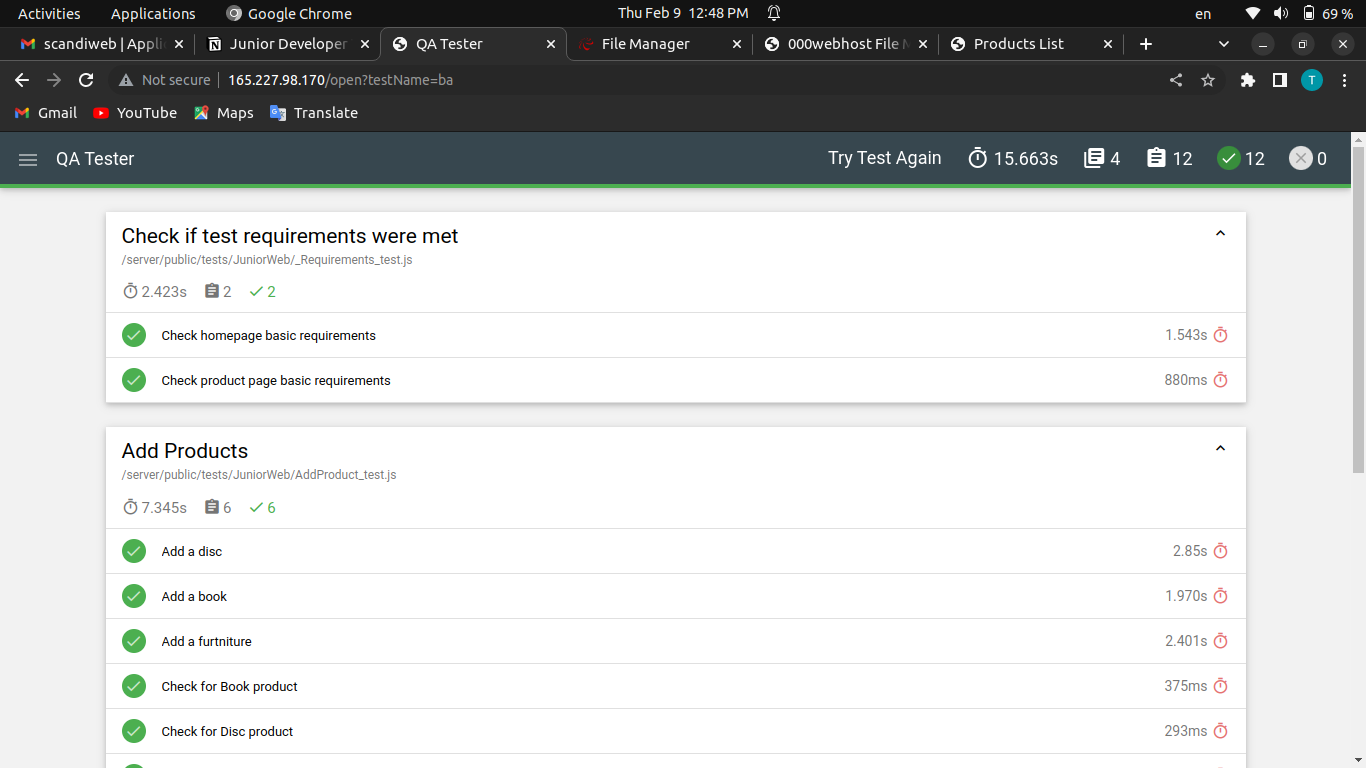 Activities Applications Google Chrome Thu Feb 9 12:48 PM en 69 %
scandiweb | Appli Junior Developer QA Tester File Manager 000webhost File M Products List
Not secure 165.227.98.170/open?testName=ba T
Gmail YouTube Maps Translate
QA Tester Try Test Again 15.663s 4 12 12 0
Check if test requirements were met
/server/public/tests/JuniorWeb/_Requirements_test.js
2.423s 2 2
Check homepage basic requirements 1.543s
Check product page basic requirements 880ms
Add Products
/server/public/tests/JuniorWeb/AddProduct_test.js
7.345s 6 6
Add a disc 2.85s
Add a book 1.970s
Add a furtniture 2.401s
Check for Book product 375ms
Check for Disc product 293ms